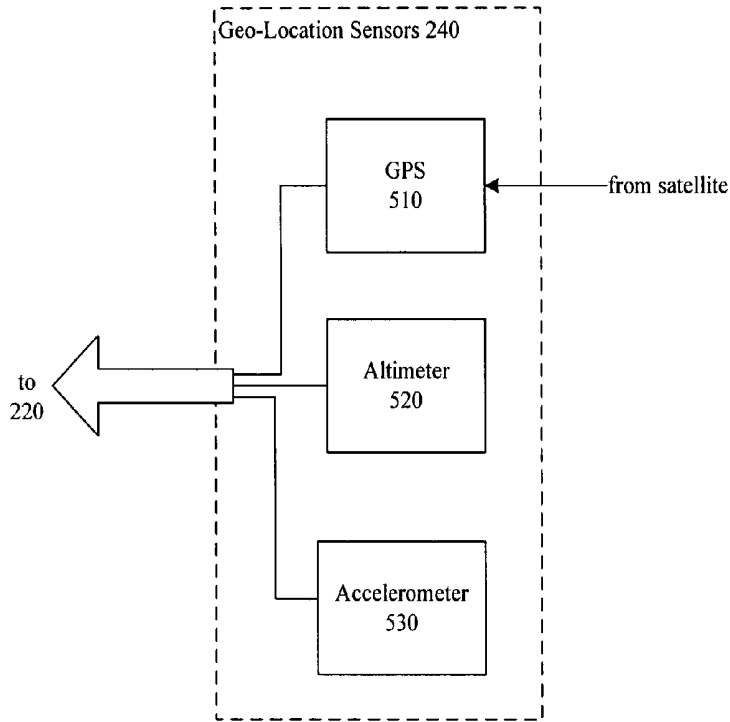 Geo-Location Sensors 240
GPS
510
from satellite
to
220
Altimeter
520
Accelerometer
530